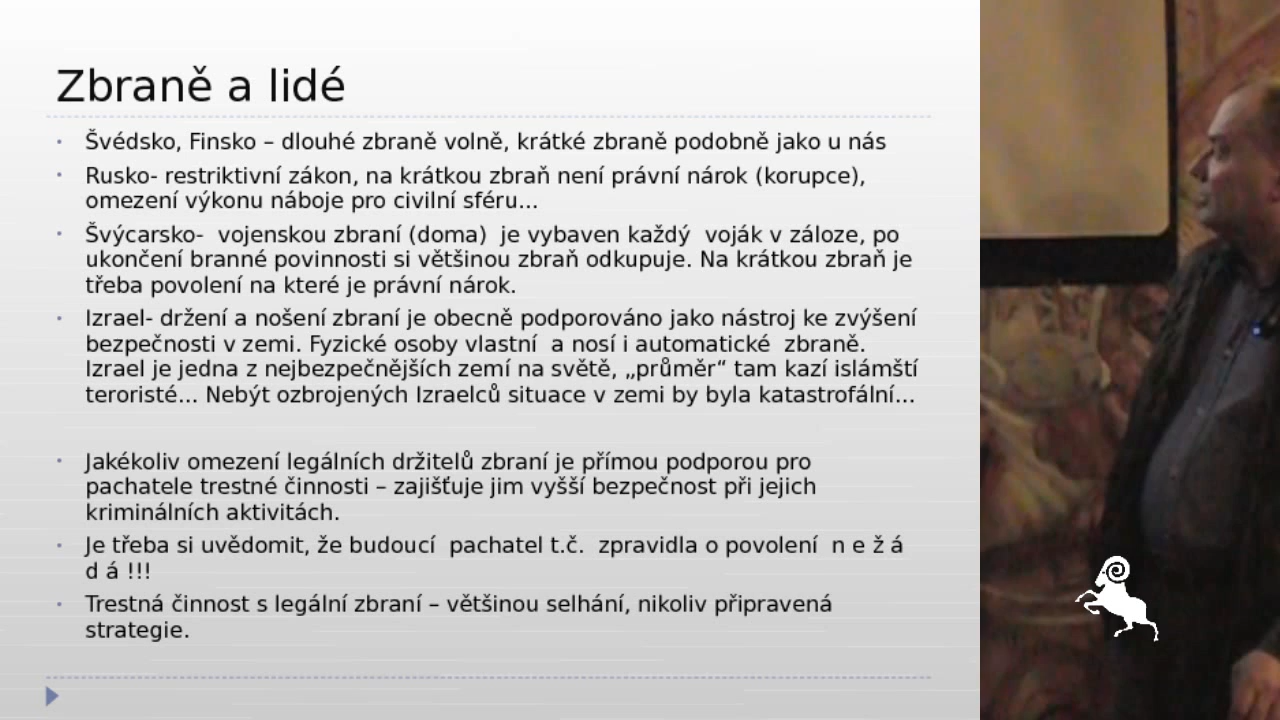 Zbraně a lidé
• Švédsko, Finsko – dlouhé zbraně volně, krátké zbraně podobně jako u nás
• Rusko- restriktivní zákon, na krátkou zbraň není právní nárok (korupce),
omezení výkonu náboje pro civilní sféru...
• Švýcarsko-  vojenskou zbraní (doma)  je vybaven každý  voják v záloze, po
ukončení branné povinnosti si většinou zbraň odkupuje. Na krátkou zbraň je
třeba povolení na které je právní nárok.
• Izrael- držení a nošení zbraní je obecně podporováno jako nástroj ke zvýšení
bezpečnosti v zemi. Fyzické osoby vlastní  a nosí i automatické  zbraně.
Izrael je jedna z nejbezpečnějších zemí na světě, „průměr“ tam kazí islámští
teroristé... Nebýt ozbrojených Izraelců situace v zemi by byla katastrofální...
• Jakékoliv omezení legálních držitelů zbraní je přímou podporou pro
pachatele trestné činnosti – zajišťuje jim vyšší bezpečnost při jejich
kriminálních aktivitách.
• Je třeba si uvědomit, že budoucí  pachatel t.č.  zpravidla o povolení  n e ž á
d á !!!
• Trestná činnost s legální zbraní – většinou selhání, nikoliv připravená
strategie.